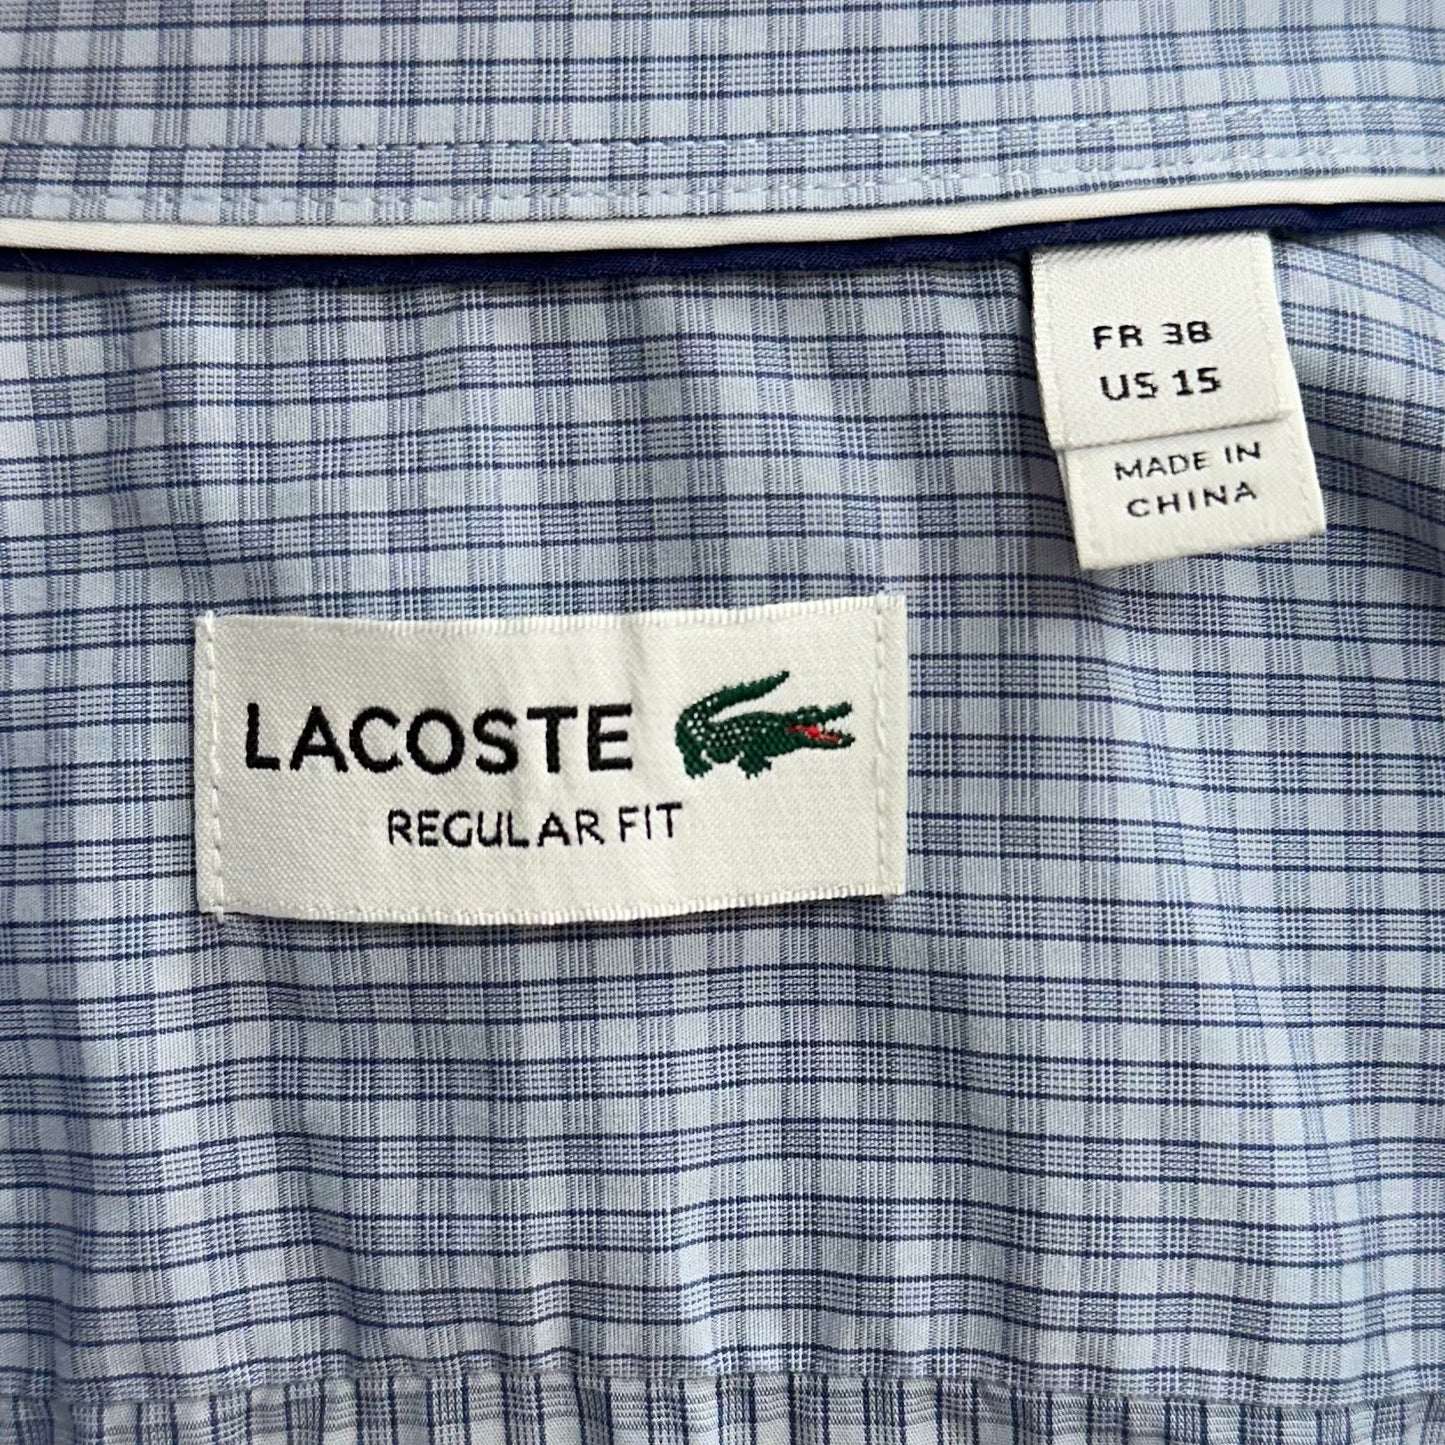 FR 38
US 15
MADE IN
CHINA
LACOSTE
REGULAR FIT